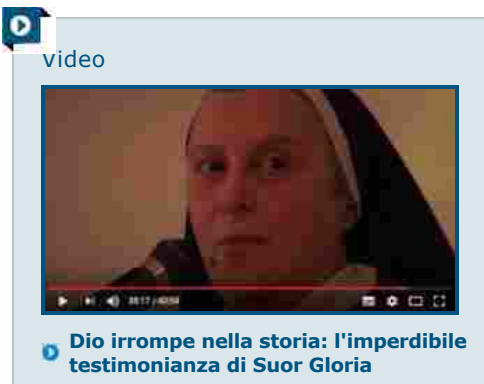 Video
Dio irrompe nella storia: l'imperdibile
testimonianza di Suor Gloria